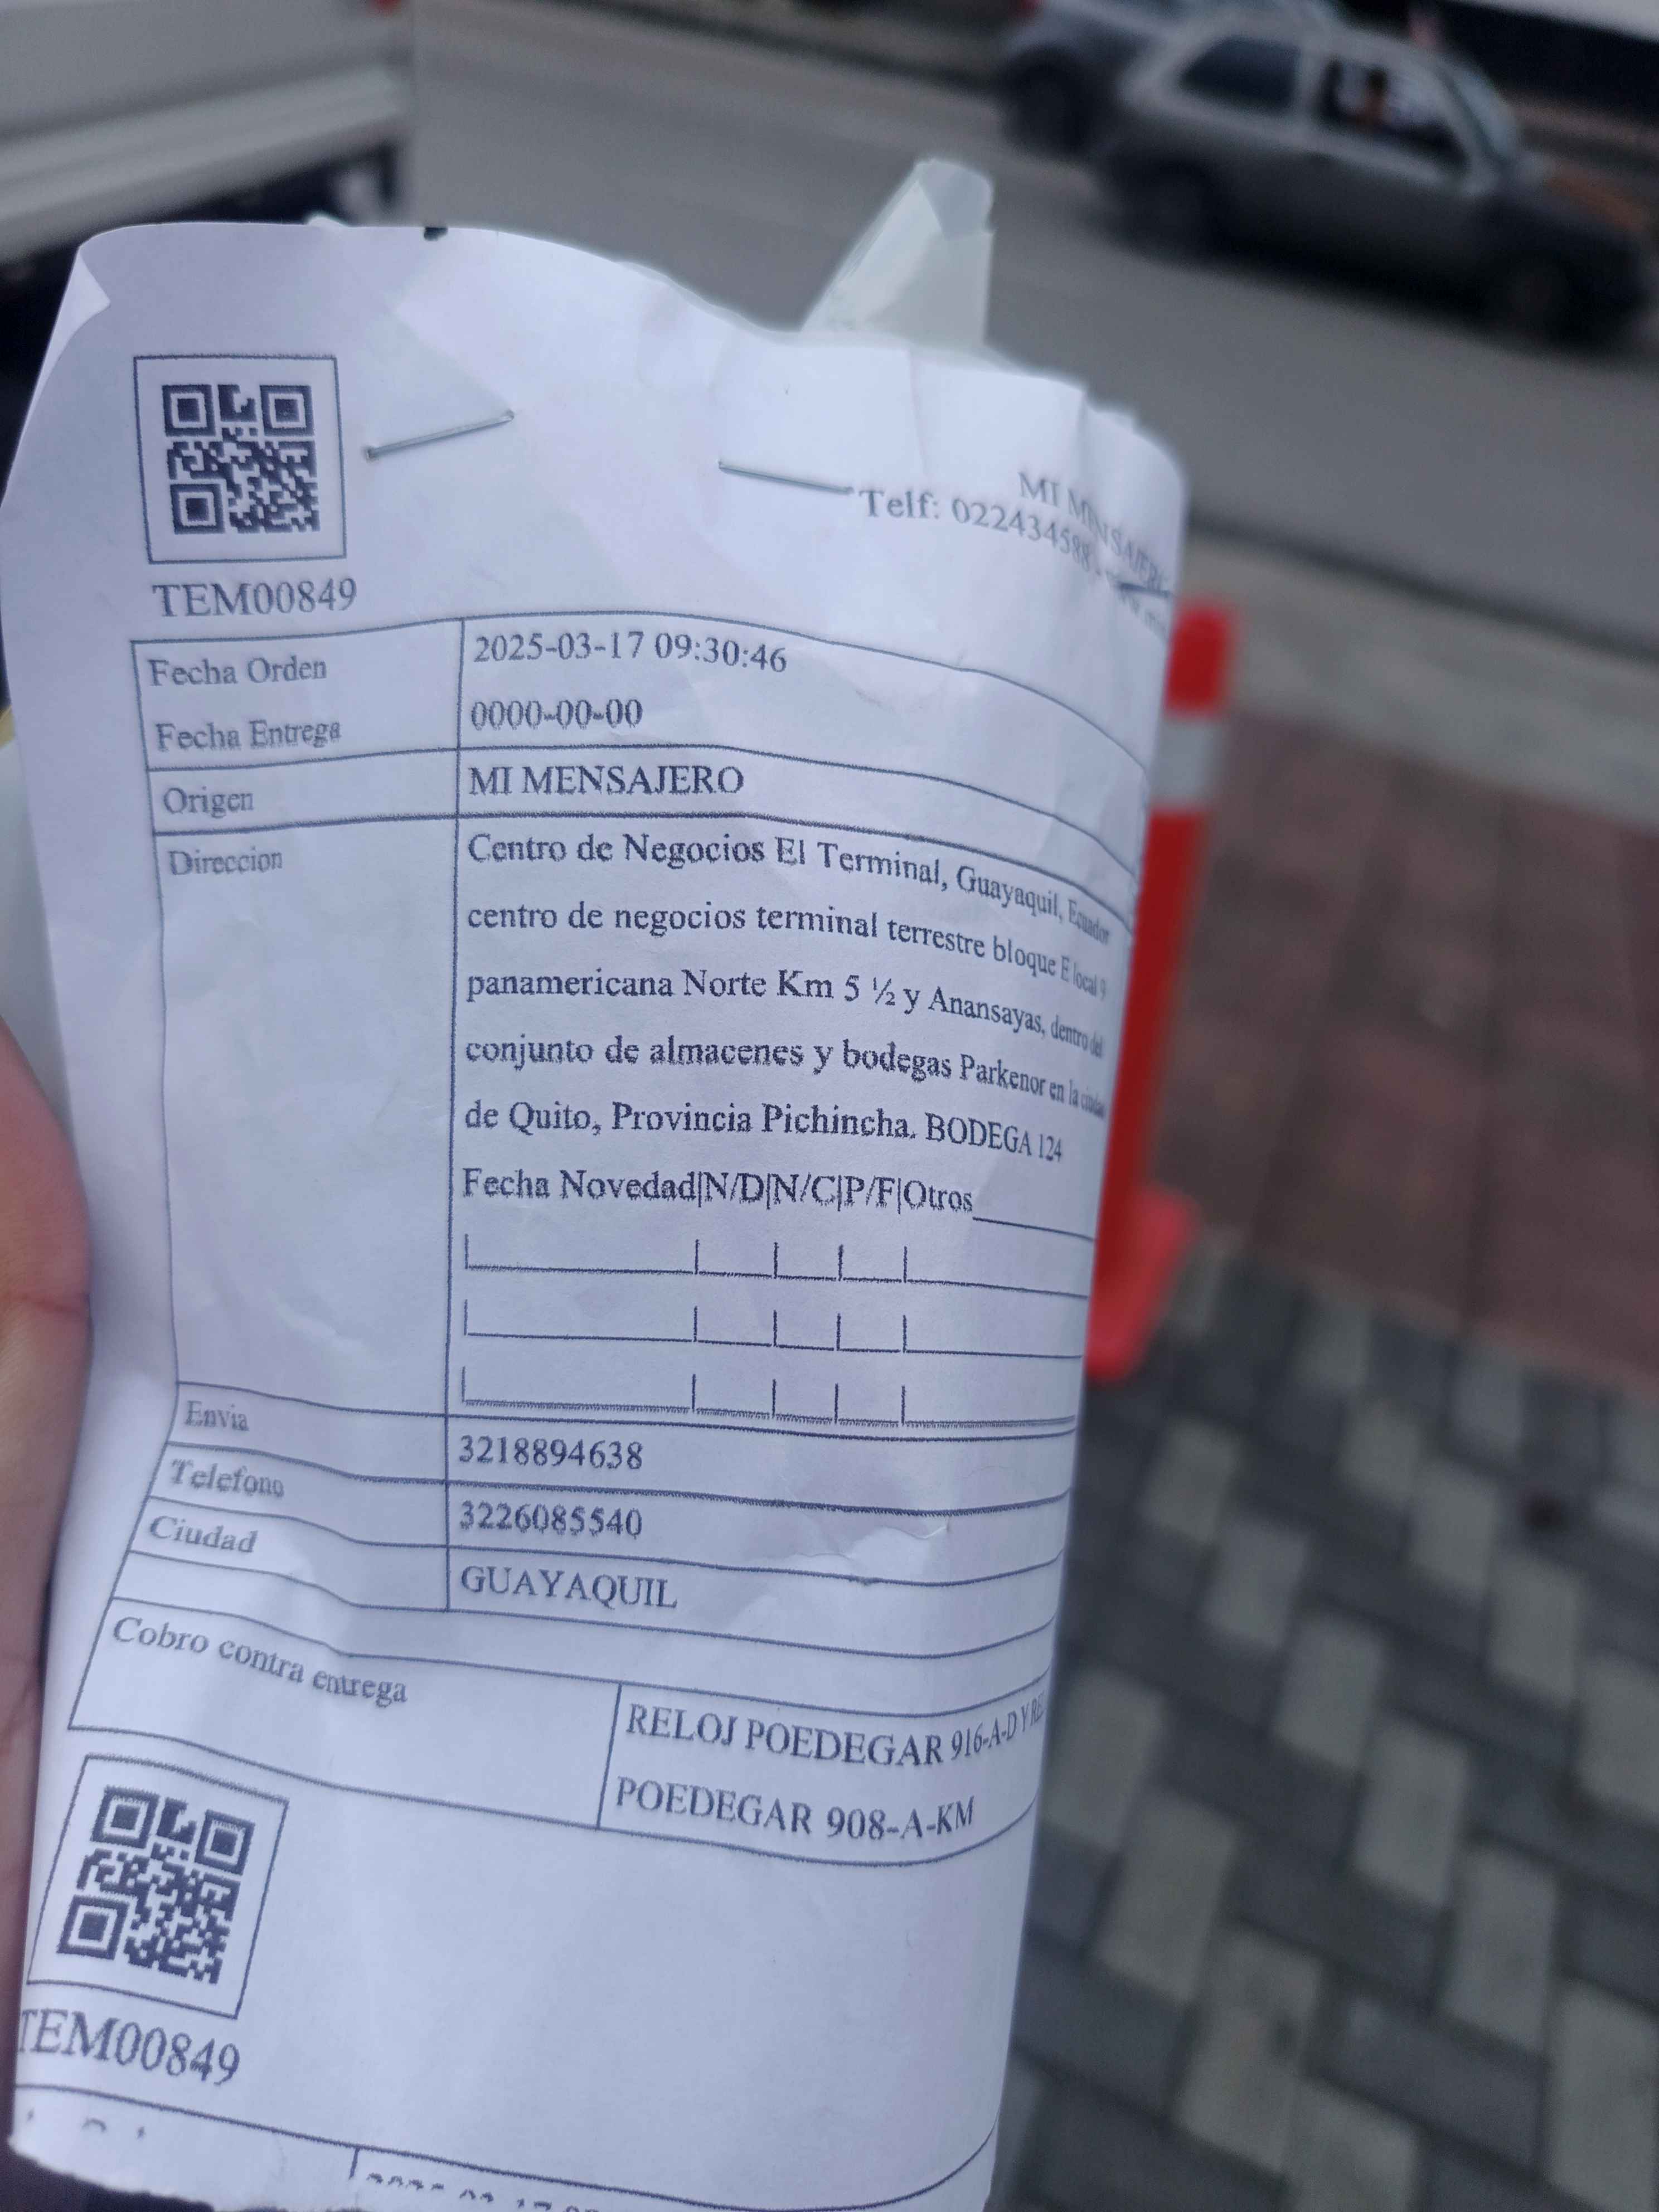 MI MENSAJERO
Telf: 022434588
TEM00849
Fecha Orden 2025-03-17 09:30:46
Fecha Entrega 0000-00-00
Origen MI MENSAJERO
Direccion Centro de Negocios El Terminal, Guayaquil, Ecuador
centro de negocios terminal terrestre bloque E local 9
panamericana Norte Km 5 ½ y Anansayas, dentro del
conjunto de almacenes y bodegas Parkenor en la ciudad
de Quito, Provincia Pichincha. BODEGA 124
Fecha Novedad|N/D|N/C|P/F|Otros
Envia 3218894638
Telefono 3226085540
Ciudad GUAYAQUIL
Cobro contra entrega RELOJ POEDEGAR 916-A-D Y
POEDEGAR 908-A-KM
TEM00849